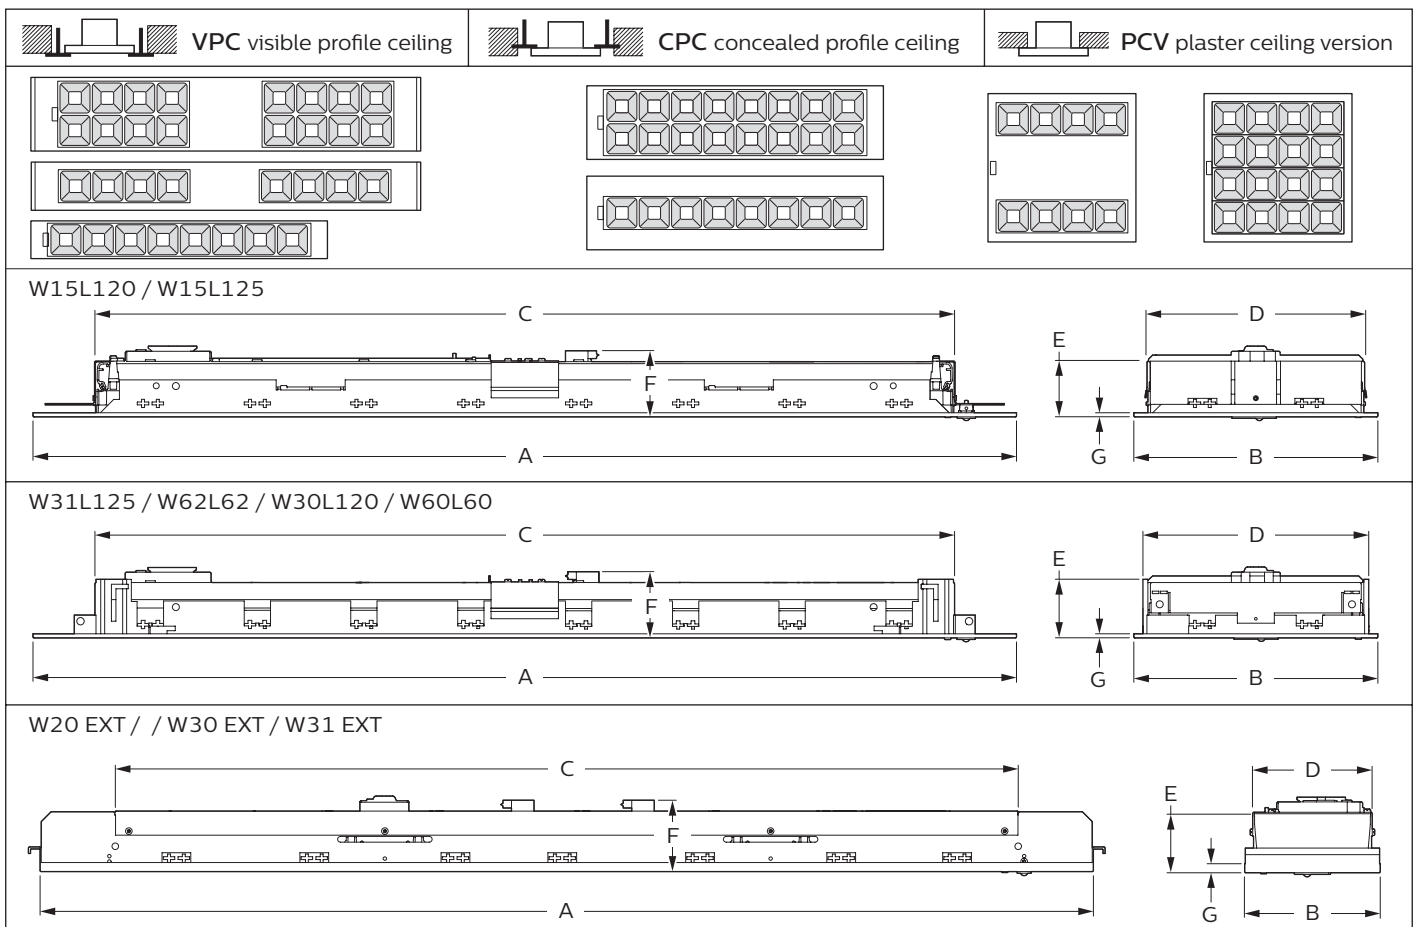 VPC visible profile ceiling
CPC concealed profile ceiling
PCV plaster ceiling version
W15L120 / W15L125
C
D
E
F
A
G
B
W31L125 / W62L62 / W30L120 / W60L60
C
D
E
F
A
G
B
W20 EXT / / W30 EXT / W31 EXT
C
D
E
F
A
G
B